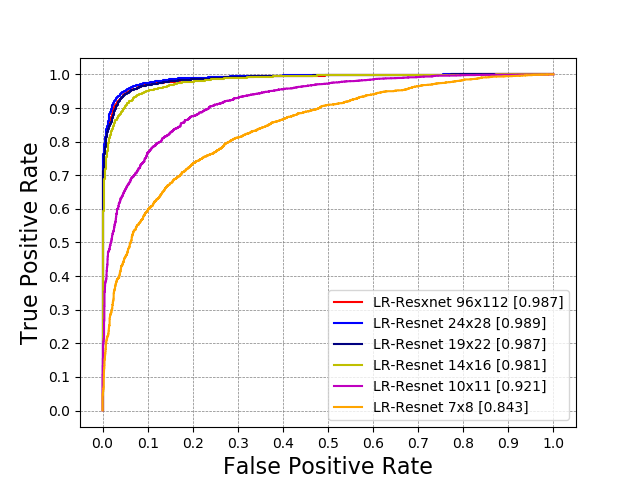 1.0
0.9
0.8
0.7
0.6
0.5
0.4
0.3
0.2
0.1
0.0
True Positive Rate
LR-Resxnet 96x112 [0.987]
LR-Resnet 24x28 [0.989]
LR-Resnet 19x22 [0.987]
LR-Resnet 14x16 [0.981]
LR-Resnet 10x11 [0.921]
LR-Resnet 7x8 [0.843]
0.0 0.1 0.2 0.3 0.4 0.5 0.6 0.7 0.8 0.9 1.0
False Positive Rate